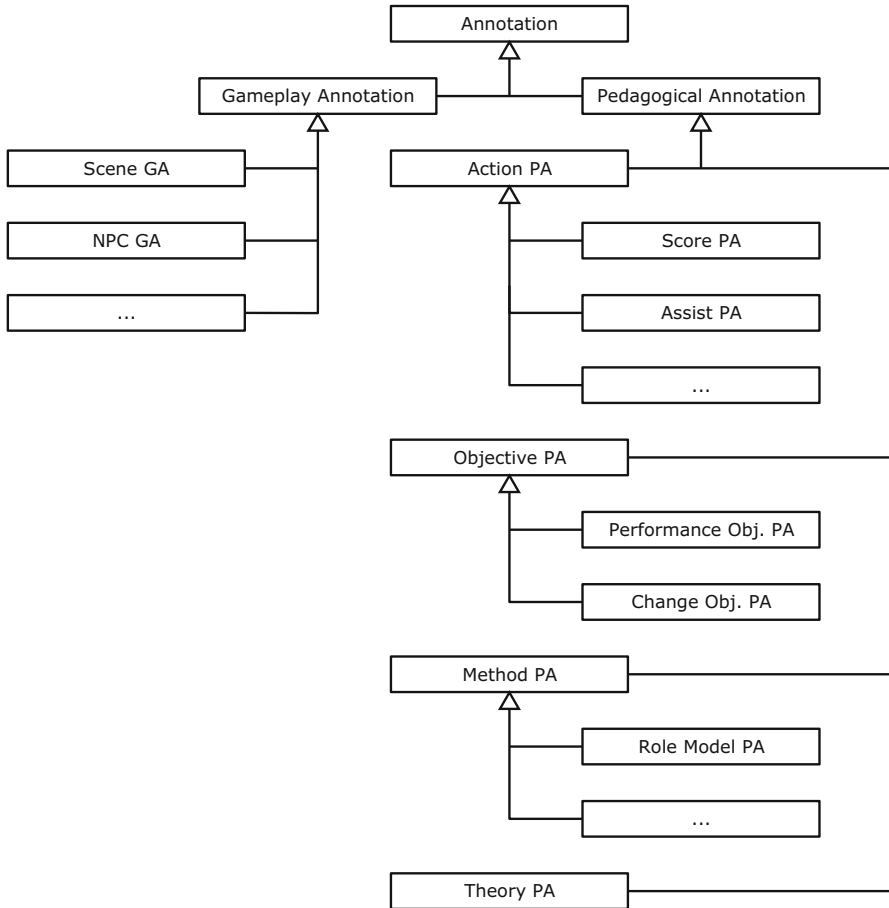 Annotation
Gameplay Annotation
Pedagogical Annotation
Scene GA
Action PA
NPC GA
Score PA
...
Assist PA
...
Objective PA
Performance Obj. PA
Change Obj. PA
Method PA
Role Model PA
...
Theory PA